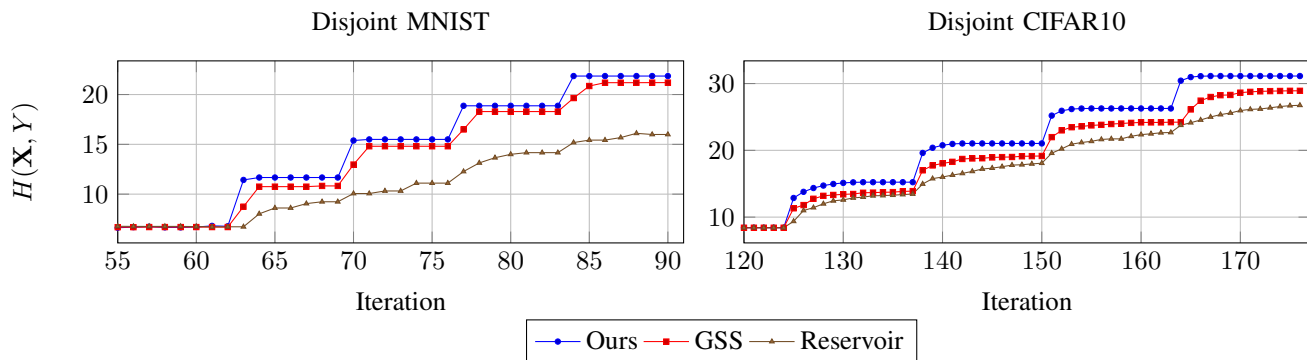 Disjoint MNIST
Disjoint CIFAR10
H(X, Y)
20
15
10
55 60 65 70 75 80 85 90
Iteration
30
20
10
120 130 140 150 160 170
Iteration
Ours GSS Reservoir